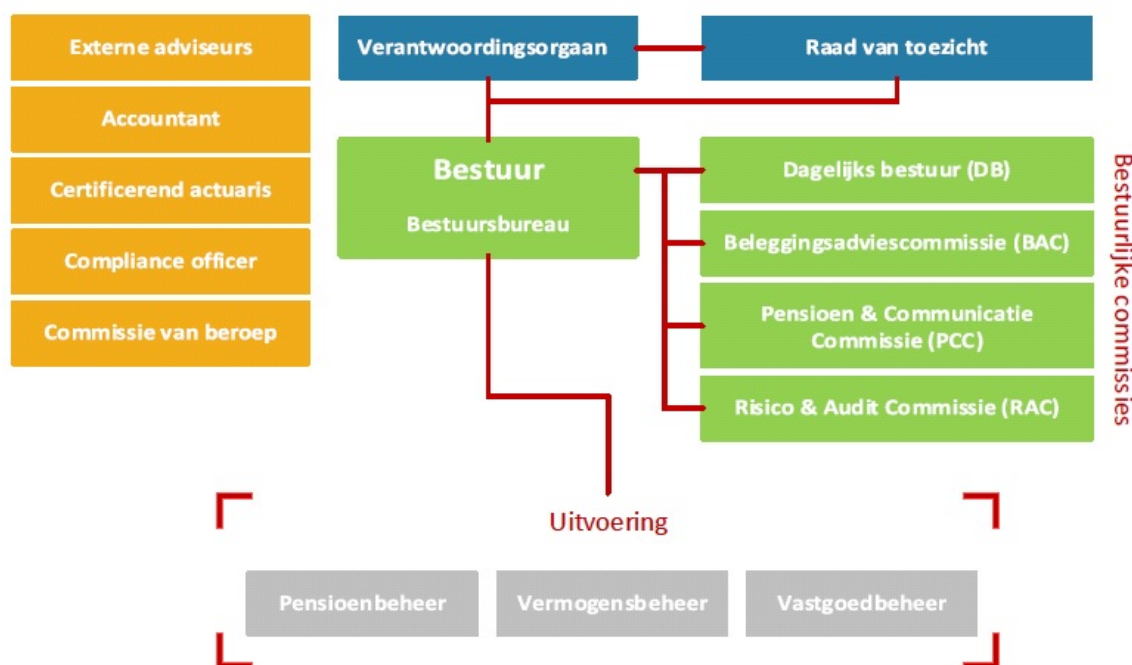 Externe adviseurs
Accountant
Certificerend actuaris
Compliance officer
Commissie van beroep
Verantwoordingsorgaan
Raad van toezicht
Bestuur
Bestuursbureau
Dagelijks bestuur (DB)
Beleggingsadviescommissie (BAC)
Pensioen & Communicatie
Commissie (PCC)
Risico & Audit Commissie (RAC)
Bestuurlijke commissies
Uitvoering
Pensioenbeheer
Vermogensbeheer
Vastgoedbeheer